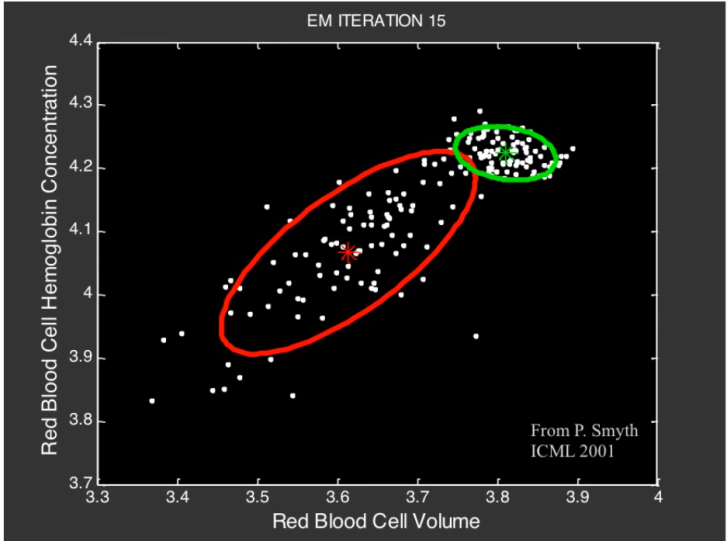 EM ITERATION 15
4.4
4.3
4.2
4.1
4
3.9
3.8
3.7
Red Blood Cell Hemoglobin Concentration
From P. Smyth
ICML 2001
3.3 3.4 3.5 3.6 3.7 3.8 3.9 4
Red Blood Cell Volume